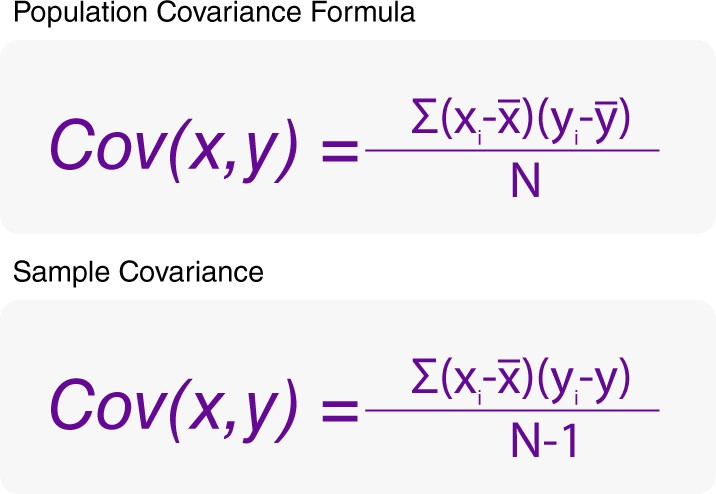 Population Covariance Formula
Cov(x,y) = Σ(xᵢ-x̅)(yᵢ-y̅)
N
Sample Covariance
Cov(x,y) = Σ(xᵢ-x̅)(yᵢ-y)
N-1